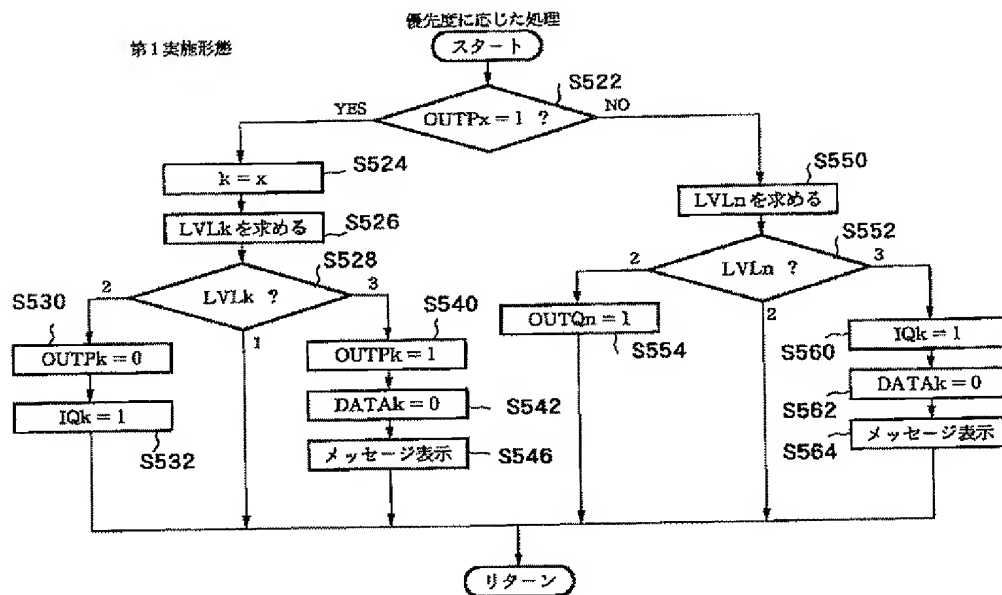 優先度に応じた処理
第1実施形態
スタート
S522
YES
OUTPx=1 ?
NO
S524
k=x
S526
LVLkを求める
S528
LVLk ?
2
1
3
S530
OUTPk=0
IQk=1
S532
S540
OUTPk=1
DATAk=0
S542
メッセージ表示
S546
S550
LVLnを求める
S552
LVLn ?
2
2
3
OUTQn=1
S554
IQk=1
S560
DATAk=0
S562
メッセージ表示
S564
リターン